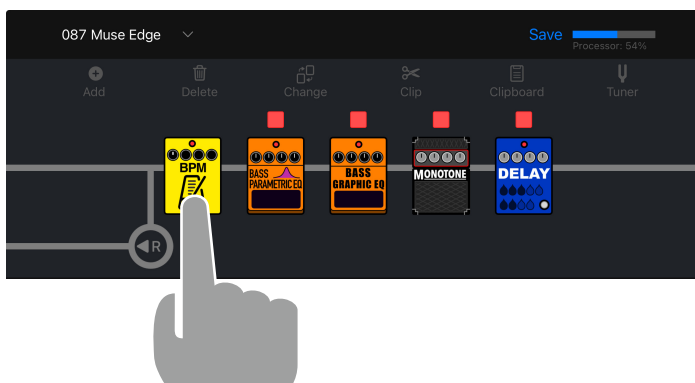 087 Muse Edge
Save
Processor: 54%
Add
Delete
Change
Clip
Clipboard
Tuner
BPM
BASS
PARAMETRIC EQ
BASS
GRAPHIC EQ
MONOTONE
DELAY
R